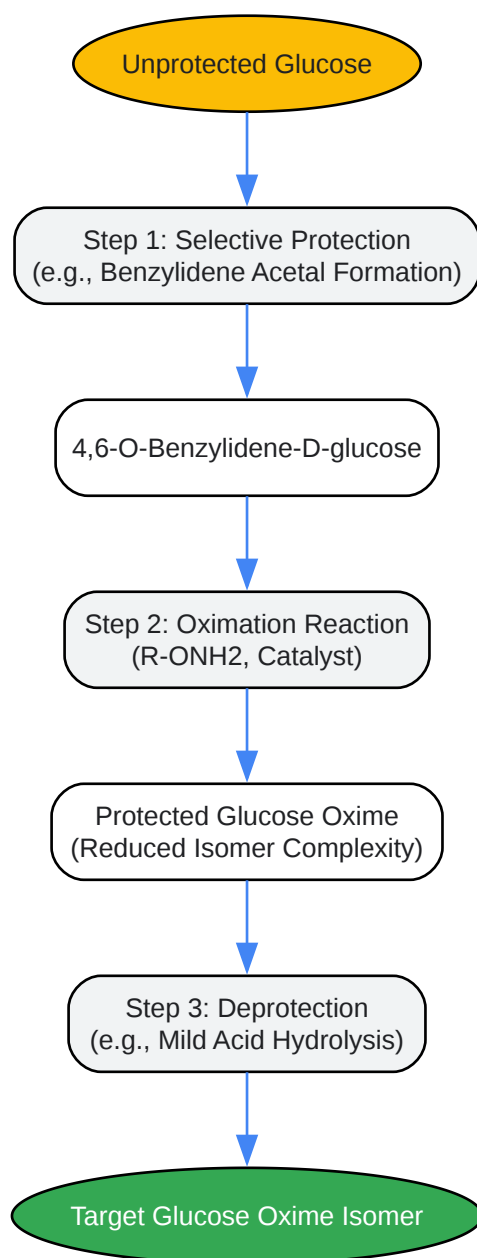 Unprotected Glucose
Step 1: Selective Protection
(e.g., Benzylidene Acetal Formation)
4,6-O-Benzylidene-D-glucose
Step 2: Oximation Reaction
(R-ONH2, Catalyst)
Protected Glucose Oxime
(Reduced Isomer Complexity)
Step 3: Deprotection
(e.g., Mild Acid Hydrolysis)
Target Glucose Oxime Isomer